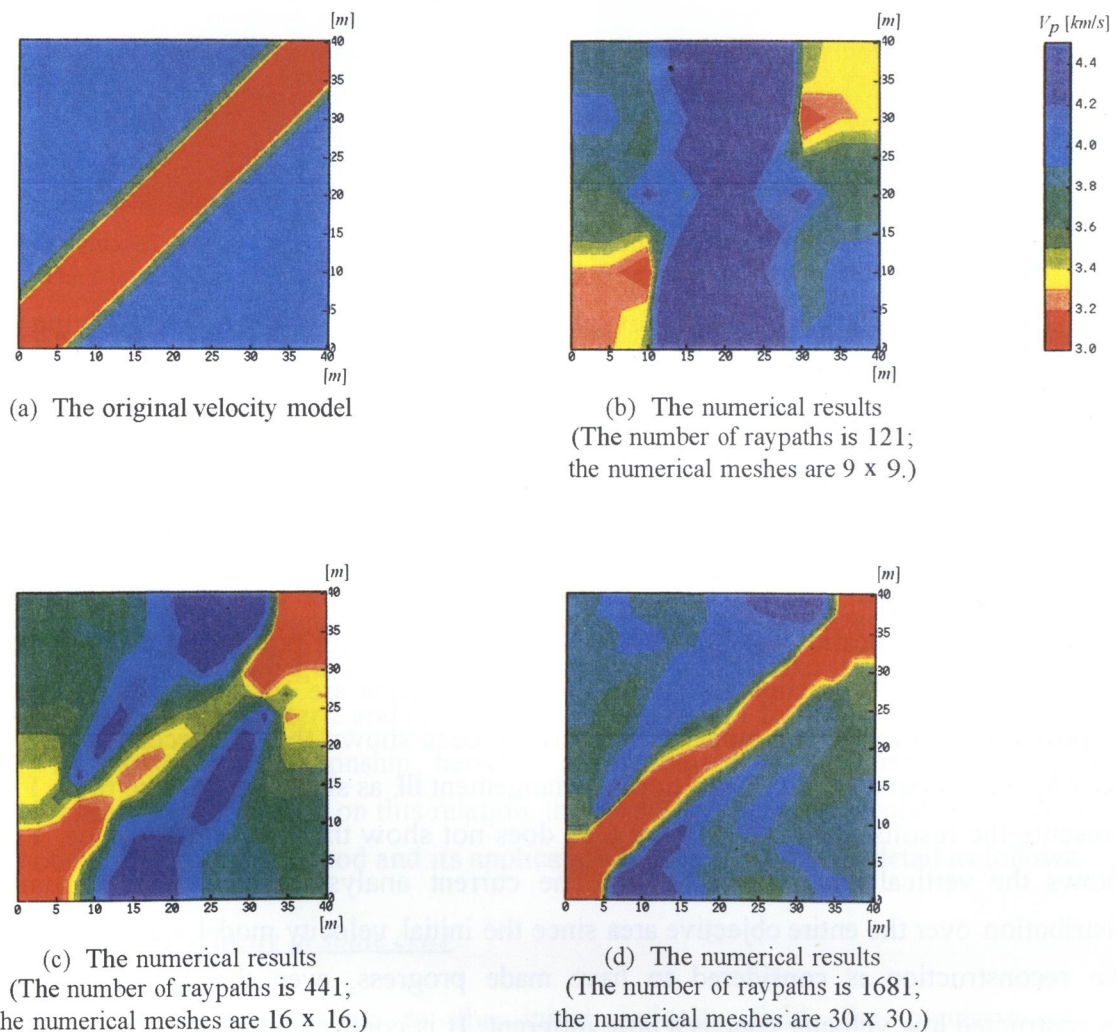 [m]
40
35
30
25
20
15
10
5
0
0 5 10 15 20 25 30 35 40
[m]
(a) The original velocity model
[m]
40
35
30
25
20
15
10
5
0
0 5 10 15 20 25 30 35 40
[m]
(b) The numerical results
(The number of raypaths is 121;
the numerical meshes are 9 x 9.)
Vp [km/s]
4.4
4.2
4.0
3.8
3.6
3.4
3.2
3.0
[m]
40
35
30
25
20
15
10
5
0
0 5 10 15 20 25 30 35 40
[m]
(c) The numerical results
(The number of raypaths is 441;
he numerical meshes are 16 x 16.)
[m]
40
35
30
25
20
15
10
5
0
0 5 10 15 20 25 30 35 40
[m]
(d) The numerical results
(The number of raypaths is 1681;
the numerical meshes are 30 x 30.)